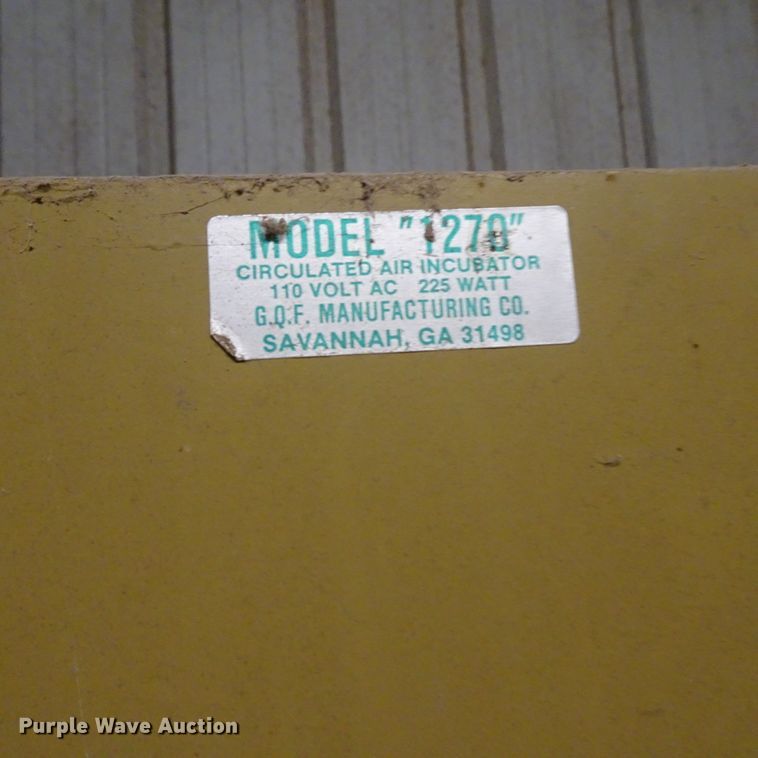 MODEL "1270"
CIRCULATED AIR INCUBATOR
110 VOLT AC 225 WATT
G.Q.F. MANUFACTURING CO.
SAVANNAH, GA 31498
Purple Wave Auction